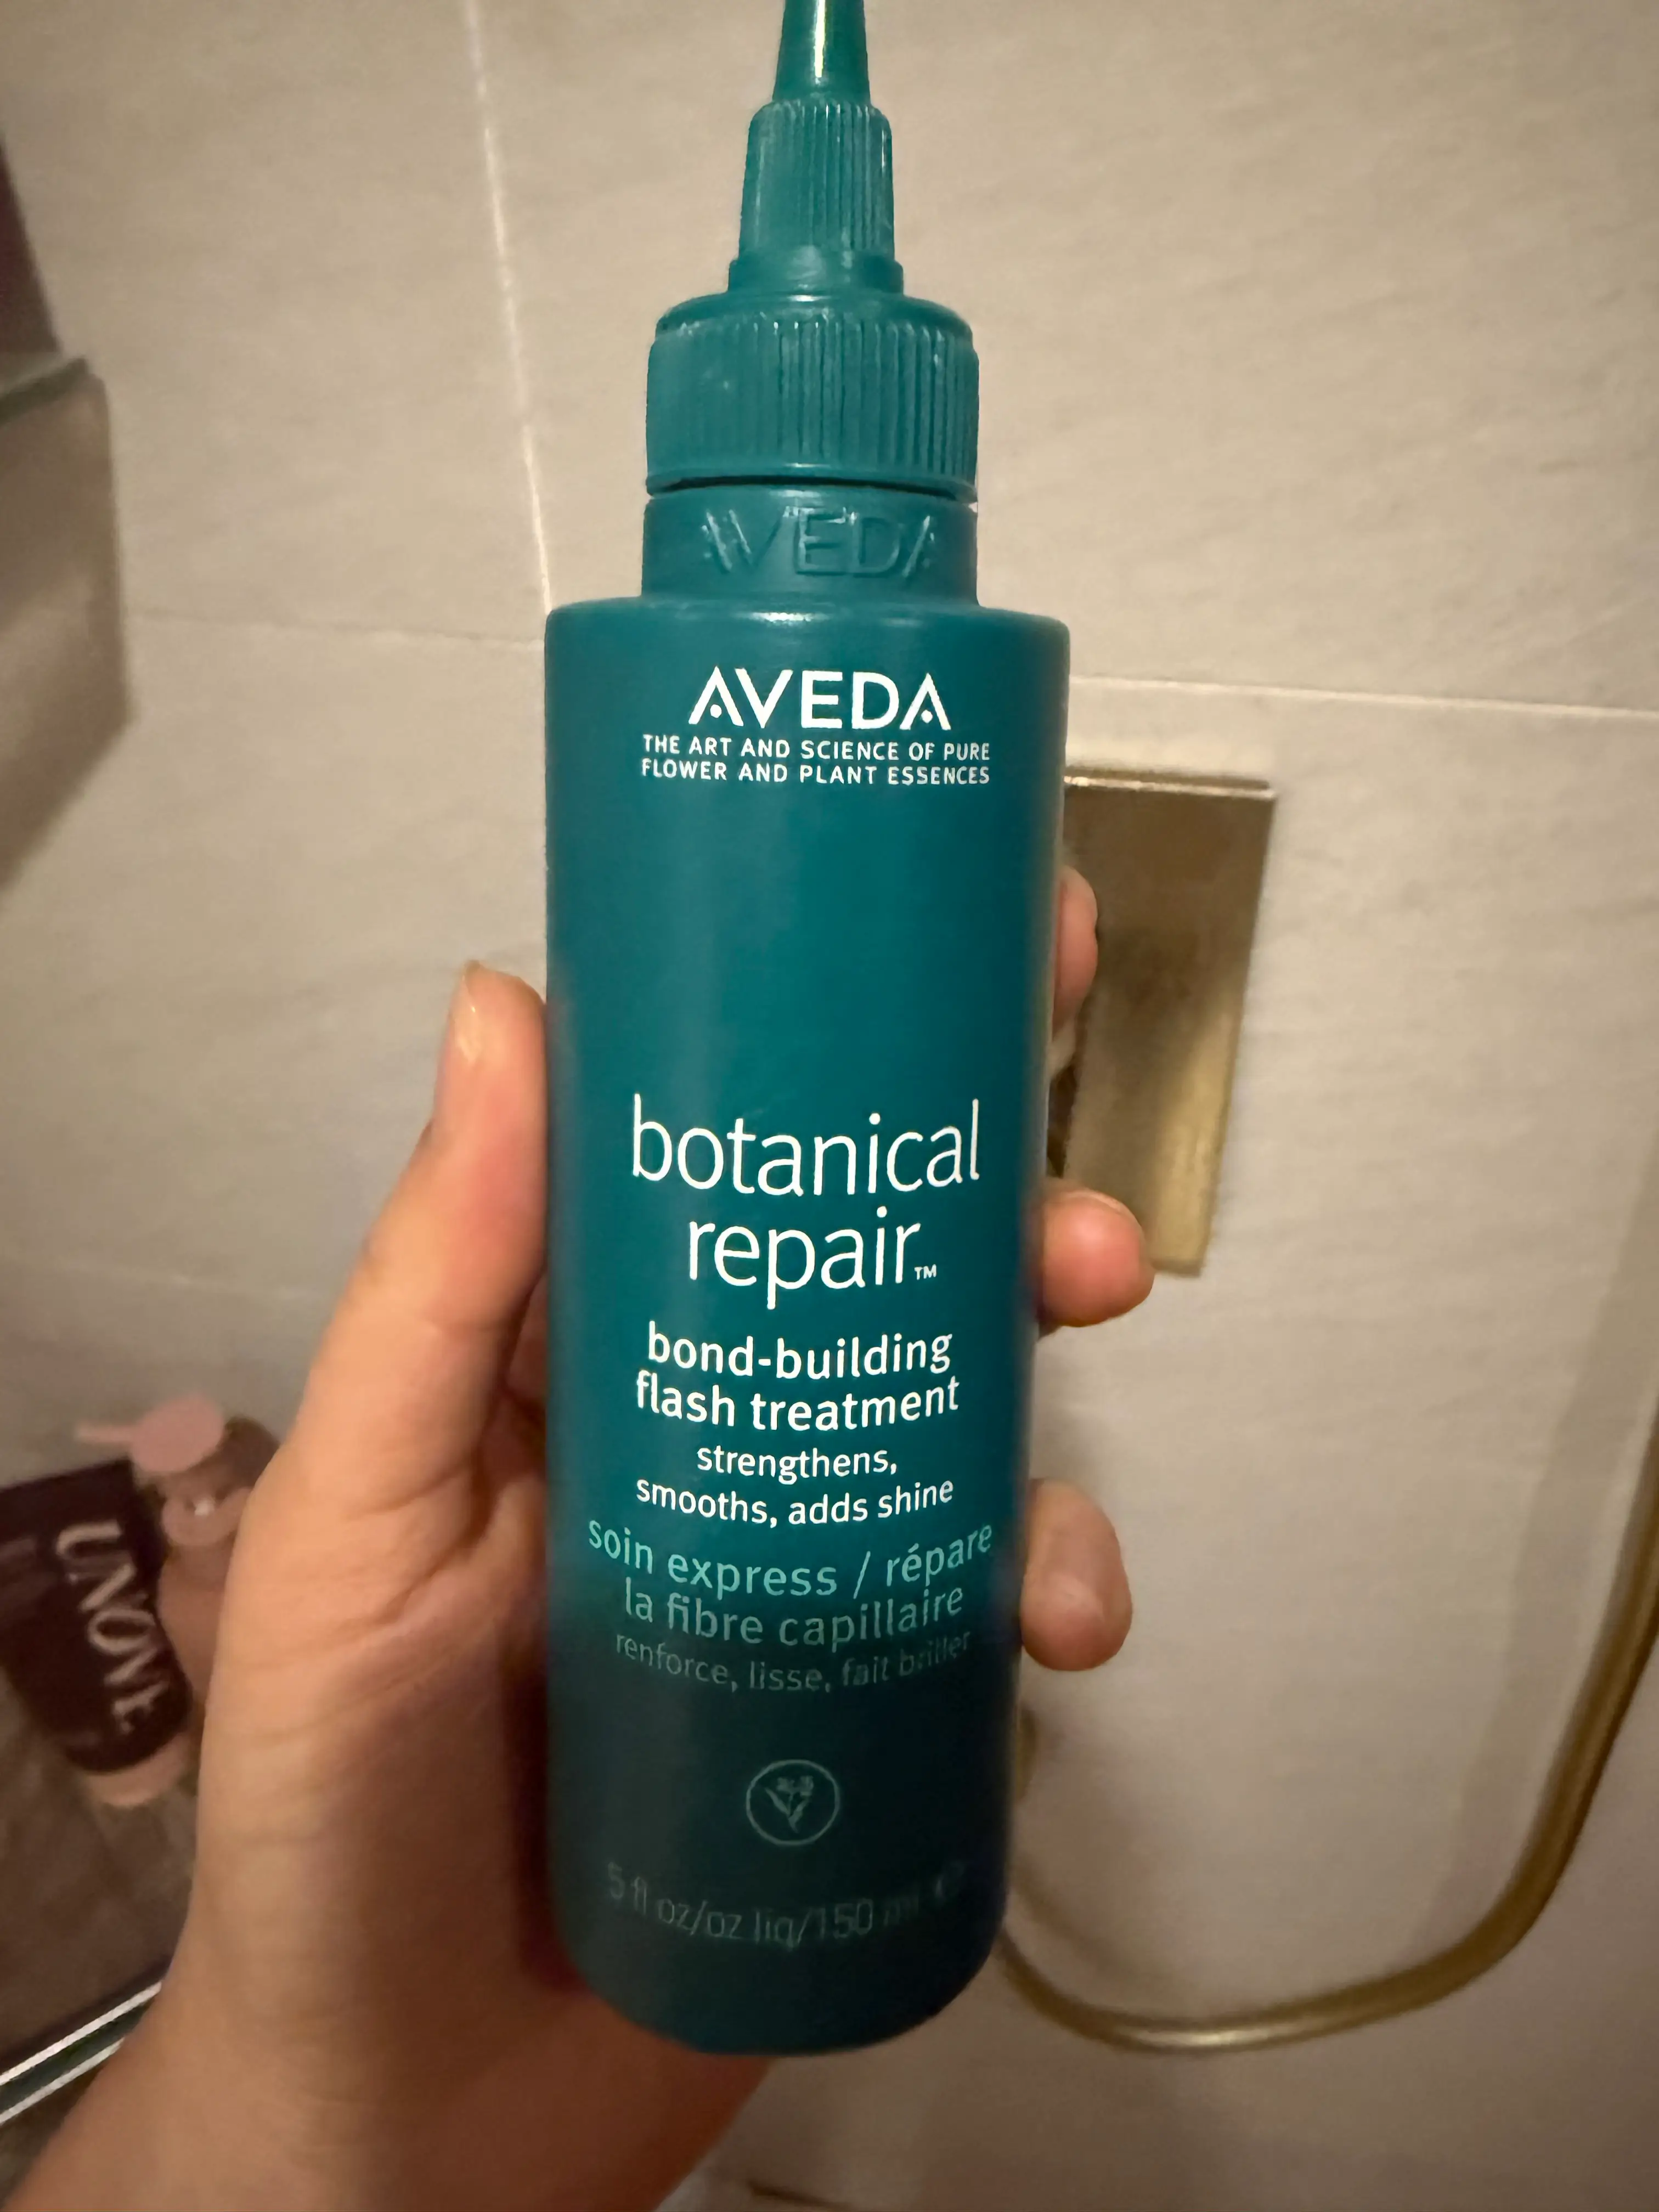 AVEDA
AVEDA
THE ART AND SCIENCE OF PURE
FLOWER AND PLANT ESSENCES
botanical
repair™
bond-building
flash treatment
strengthens,
smooths, adds shine
soin express / répare
la fibre capillaire
renforce, lisse, fait briller
5 fl oz/oz liq/150 ml e